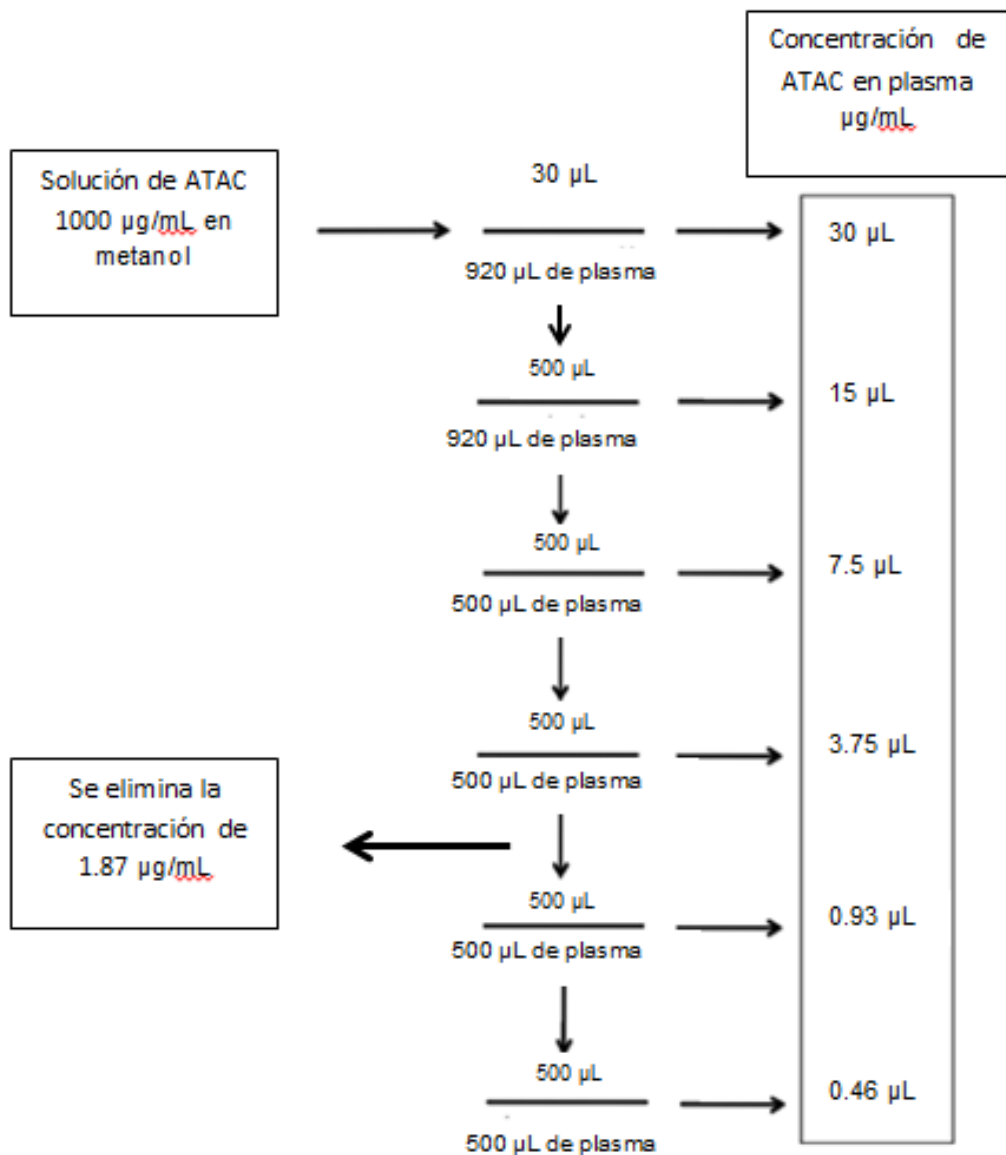 Concentración de
ATAC en plasma
µg/mL
Solución de ATAC
1000 µg/mL en
metanol
30 µL
920 µL de plasma
30 µL
500 µL
920 µL de plasma
15 µL
500 µL
500 µL de plasma
7.5 µL
500 µL
500 µL de plasma
3.75 µL
Se elimina la
concentración de
1.87 µg/mL
500 µL
500 µL de plasma
0.93 µL
500 µL
500 µL de plasma
0.46 µL